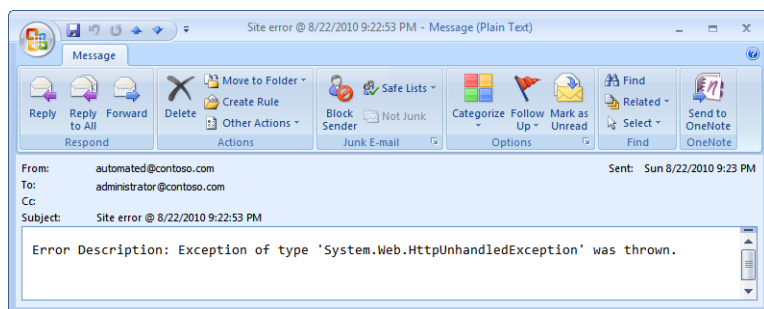 Site error @ 8/22/2010 9:22:53 PM - Message (Plain Text)
Message
Reply
Reply to All
Forward
Delete
Move to Folder
Create Rule
Other Actions
Block Sender
Safe Lists
Not Junk
Categorize
Follow Up
Mark as Unread
Find
Related
Select
Send to OneNote
Respond
Actions
Junk E-mail
Options
Find
OneNote
From: automated@contoso.com
Sent: Sun 8/22/2010 9:23 PM
To: administrator@contoso.com
Cc:
Subject: Site error @ 8/22/2010 9:22:53 PM
Error Description: Exception of type 'System.Web.HttpUnhandledException' was thrown.